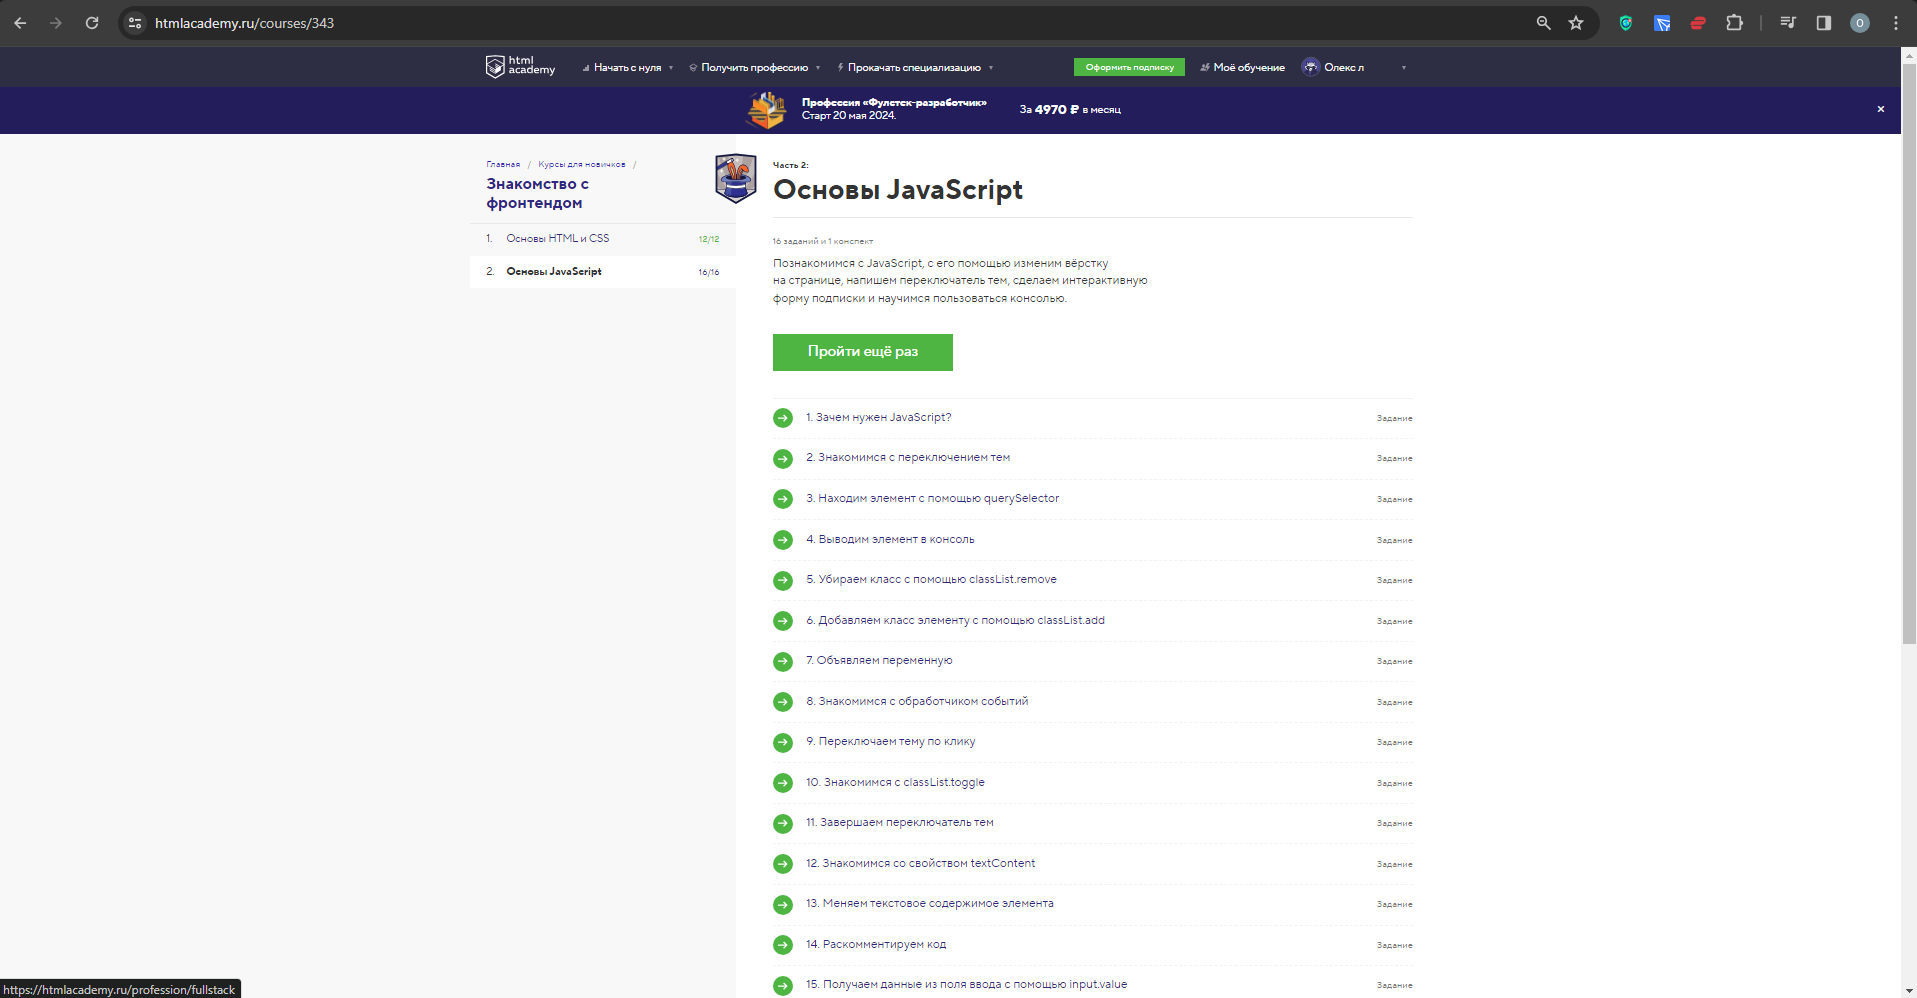 htmlacademy.ru/courses/343
O
html academy
Начать с нуля
Получить профессию
Прокачать специализацию
Оформить подписку
Моё обучение
Олекс л
Профессия «Фулстек-разработчик»
Старт 20 мая 2024.
За 4970 ₽ в месяц
×
Главная / Курсы для новичков /
Знакомство с
фронтендом
1. Основы HTML и CSS 12/12
2. Основы JavaScript 16/16
Часть 2:
Основы JavaScript
16 заданий и 1 конспект
Познакомимся с JavaScript, с его помощью изменим вёрстку
на странице, напишем переключатель тем, сделаем интерактивную
форму подписки и научимся пользоваться консолью.
Пройти ещё раз
1. Зачем нужен JavaScript? Задание
2. Знакомимся с переключением тем Задание
3. Находим элемент с помощью querySelector Задание
4. Выводим элемент в консоль Задание
5. Убираем класс с помощью classList.remove Задание
6. Добавляем класс элементу с помощью classList.add Задание
7. Объявляем переменную Задание
8. Знакомимся с обработчиком событий Задание
9. Переключаем тему по клику Задание
10. Знакомимся с classList.toggle Задание
11. Завершаем переключатель тем Задание
12. Знакомимся со свойством textContent Задание
13. Меняем текстовое содержимое элемента Задание
14. Раскомментируем код Задание
15. Получаем данные из поля ввода с помощью input.value Задание
https://htmlacademy.ru/profession/fullstack